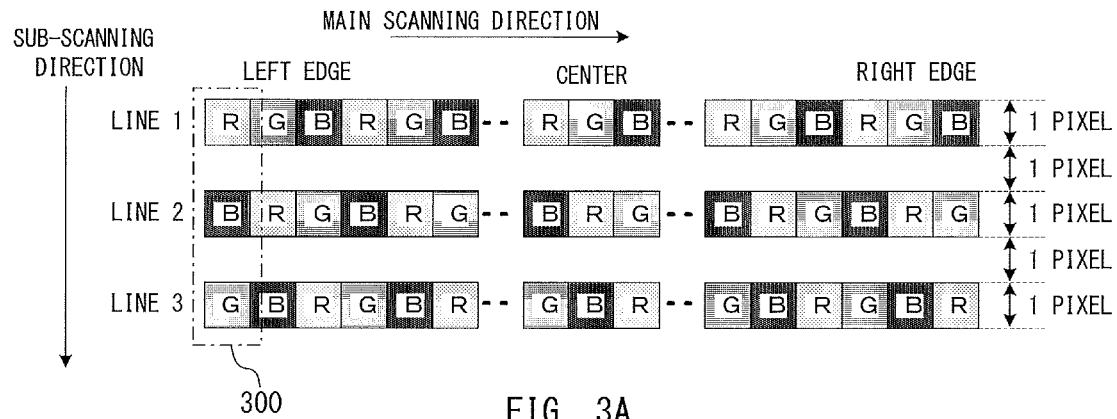 MAIN SCANNING DIRECTION
SUB-SCANNING
DIRECTION
LEFT EDGE CENTER RIGHT EDGE
LINE 1 R G B R G B -- R G B -- R G B R G B 1 PIXEL
1 PIXEL
LINE 2 B R G B R G -- B R G -- B R G B R G 1 PIXEL
1 PIXEL
LINE 3 G B R G B R -- G B R -- G B R G B R 1 PIXEL
300
FIG. 3A